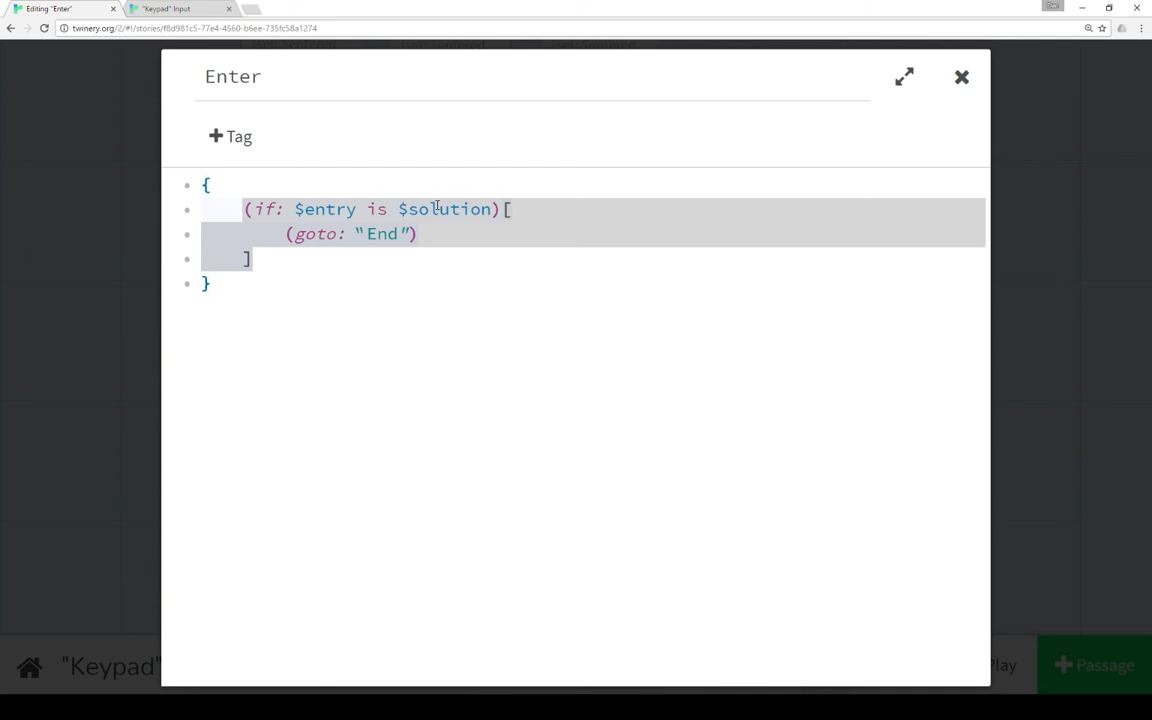 Editing "Enter"
"Keypad" Input
twinery.org/2/#!/stories/f8d981c5-77e4-4560-b6ee-735fc58a1274
Enter
Tag
{
(if: $entry is $solution)[
(goto: "End")
]
}
"Keypad"
Play
Passage